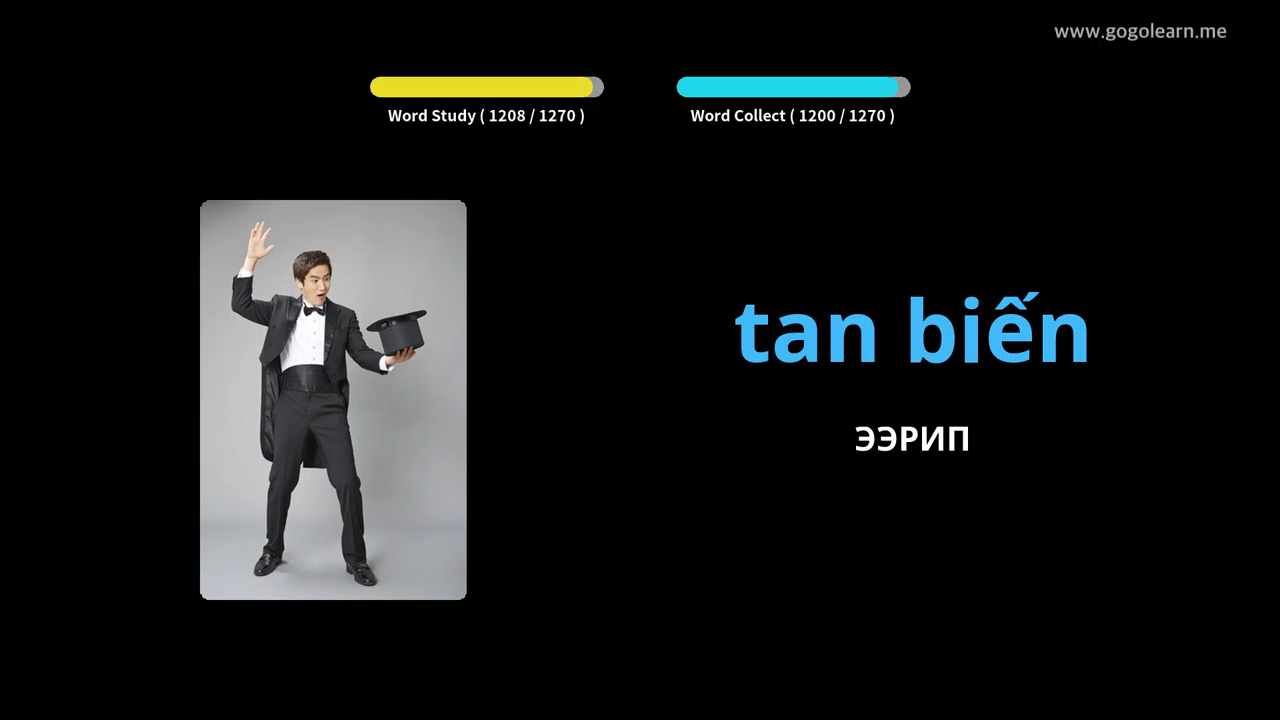 www.gogolearn.me
Word Study ( 1208 / 1270 )
Word Collect ( 1200 / 1270 )
tan biến
ЭЭРИП